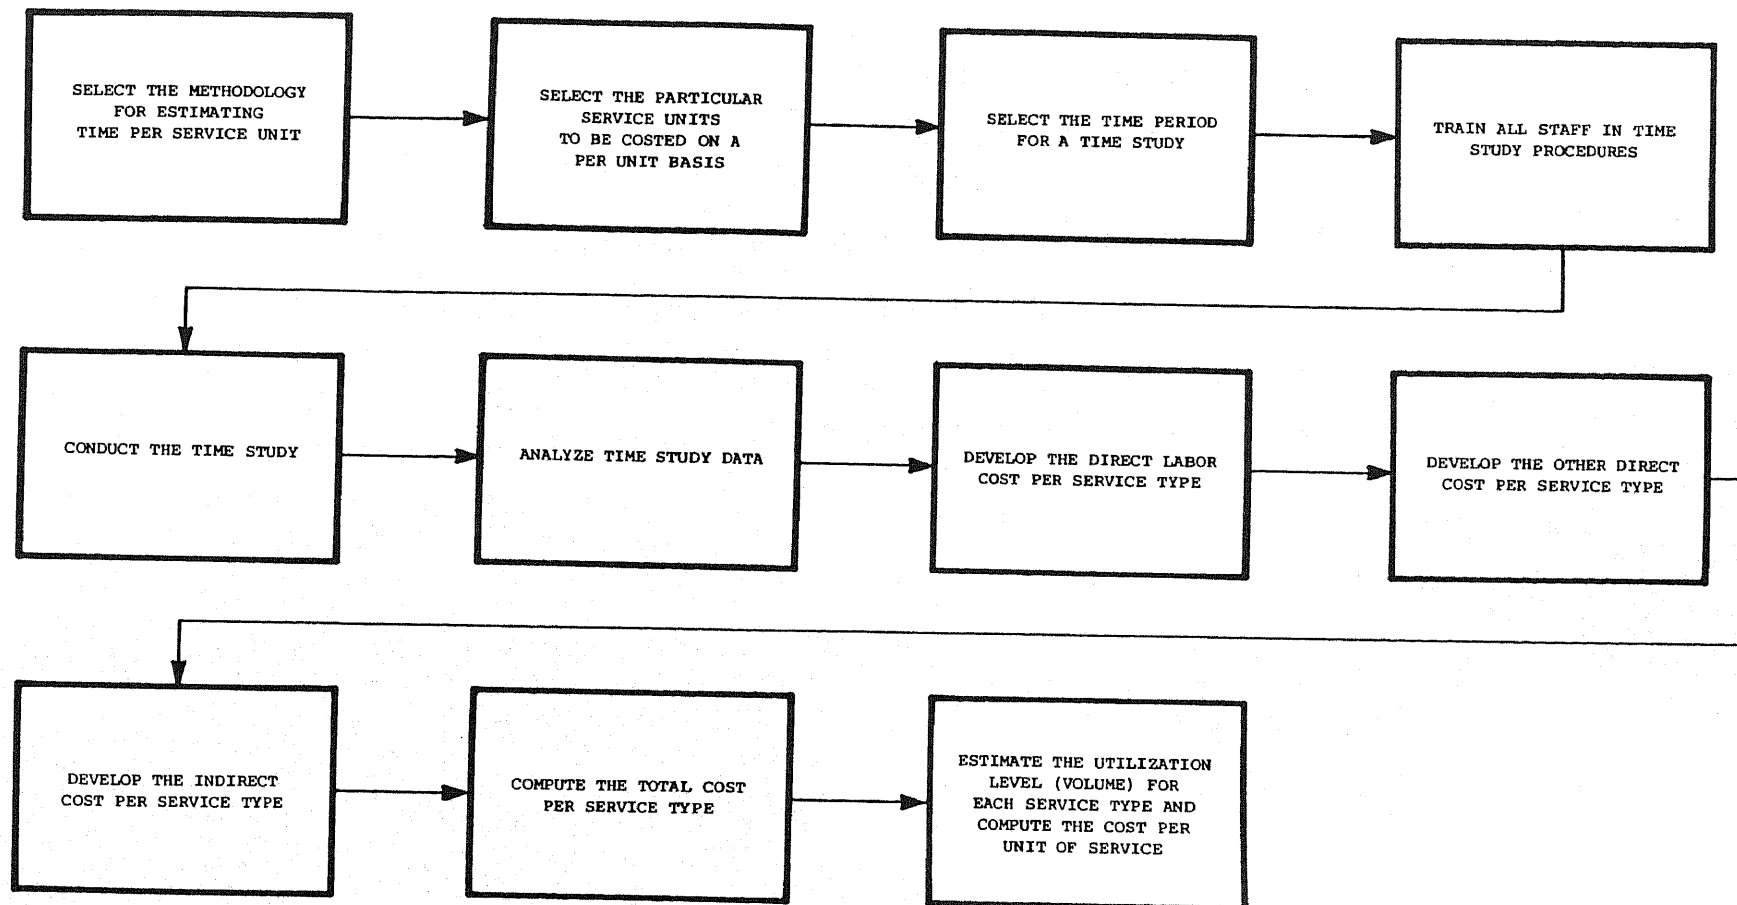 SELECT THE METHODOLOGY
FOR ESTIMATING
TIME PER SERVICE UNIT
SELECT THE PARTICULAR
SERVICE UNITS
TO BE COSTED ON A
PER UNIT BASIS
SELECT THE TIME PERIOD
FOR A TIME STUDY
TRAIN ALL STAFF IN TIME
STUDY PROCEDURES
CONDUCT THE TIME STUDY
ANALYZE TIME STUDY DATA
DEVELOP THE DIRECT LABOR
COST PER SERVICE TYPE
DEVELOP THE OTHER DIRECT
COST PER SERVICE TYPE
DEVELOP THE INDIRECT
COST PER SERVICE TYPE
COMPUTE THE TOTAL COST
PER SERVICE TYPE
ESTIMATE THE UTILIZATION
LEVEL (VOLUME) FOR
EACH SERVICE TYPE AND
COMPUTE THE COST PER
UNIT OF SERVICE